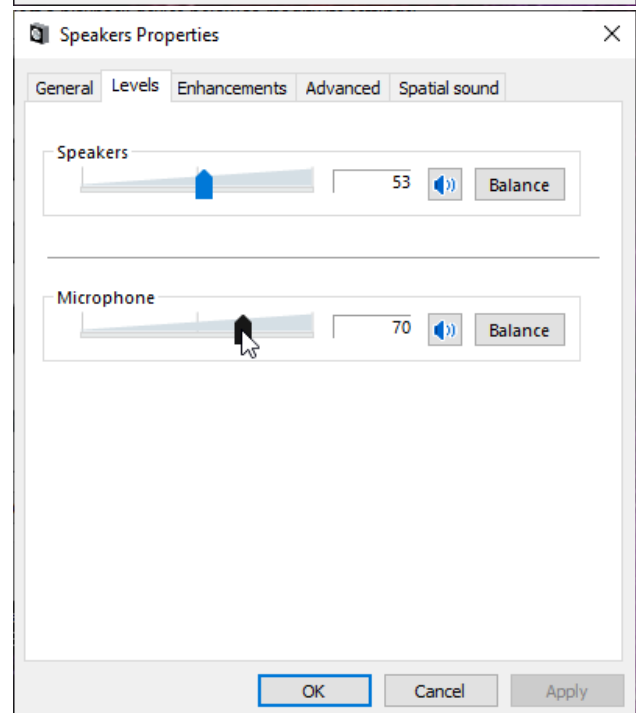 Speakers Properties
General Levels Enhancements Advanced Spatial sound
Speakers
53 Balance
Microphone
70 Balance
OK Cancel Apply